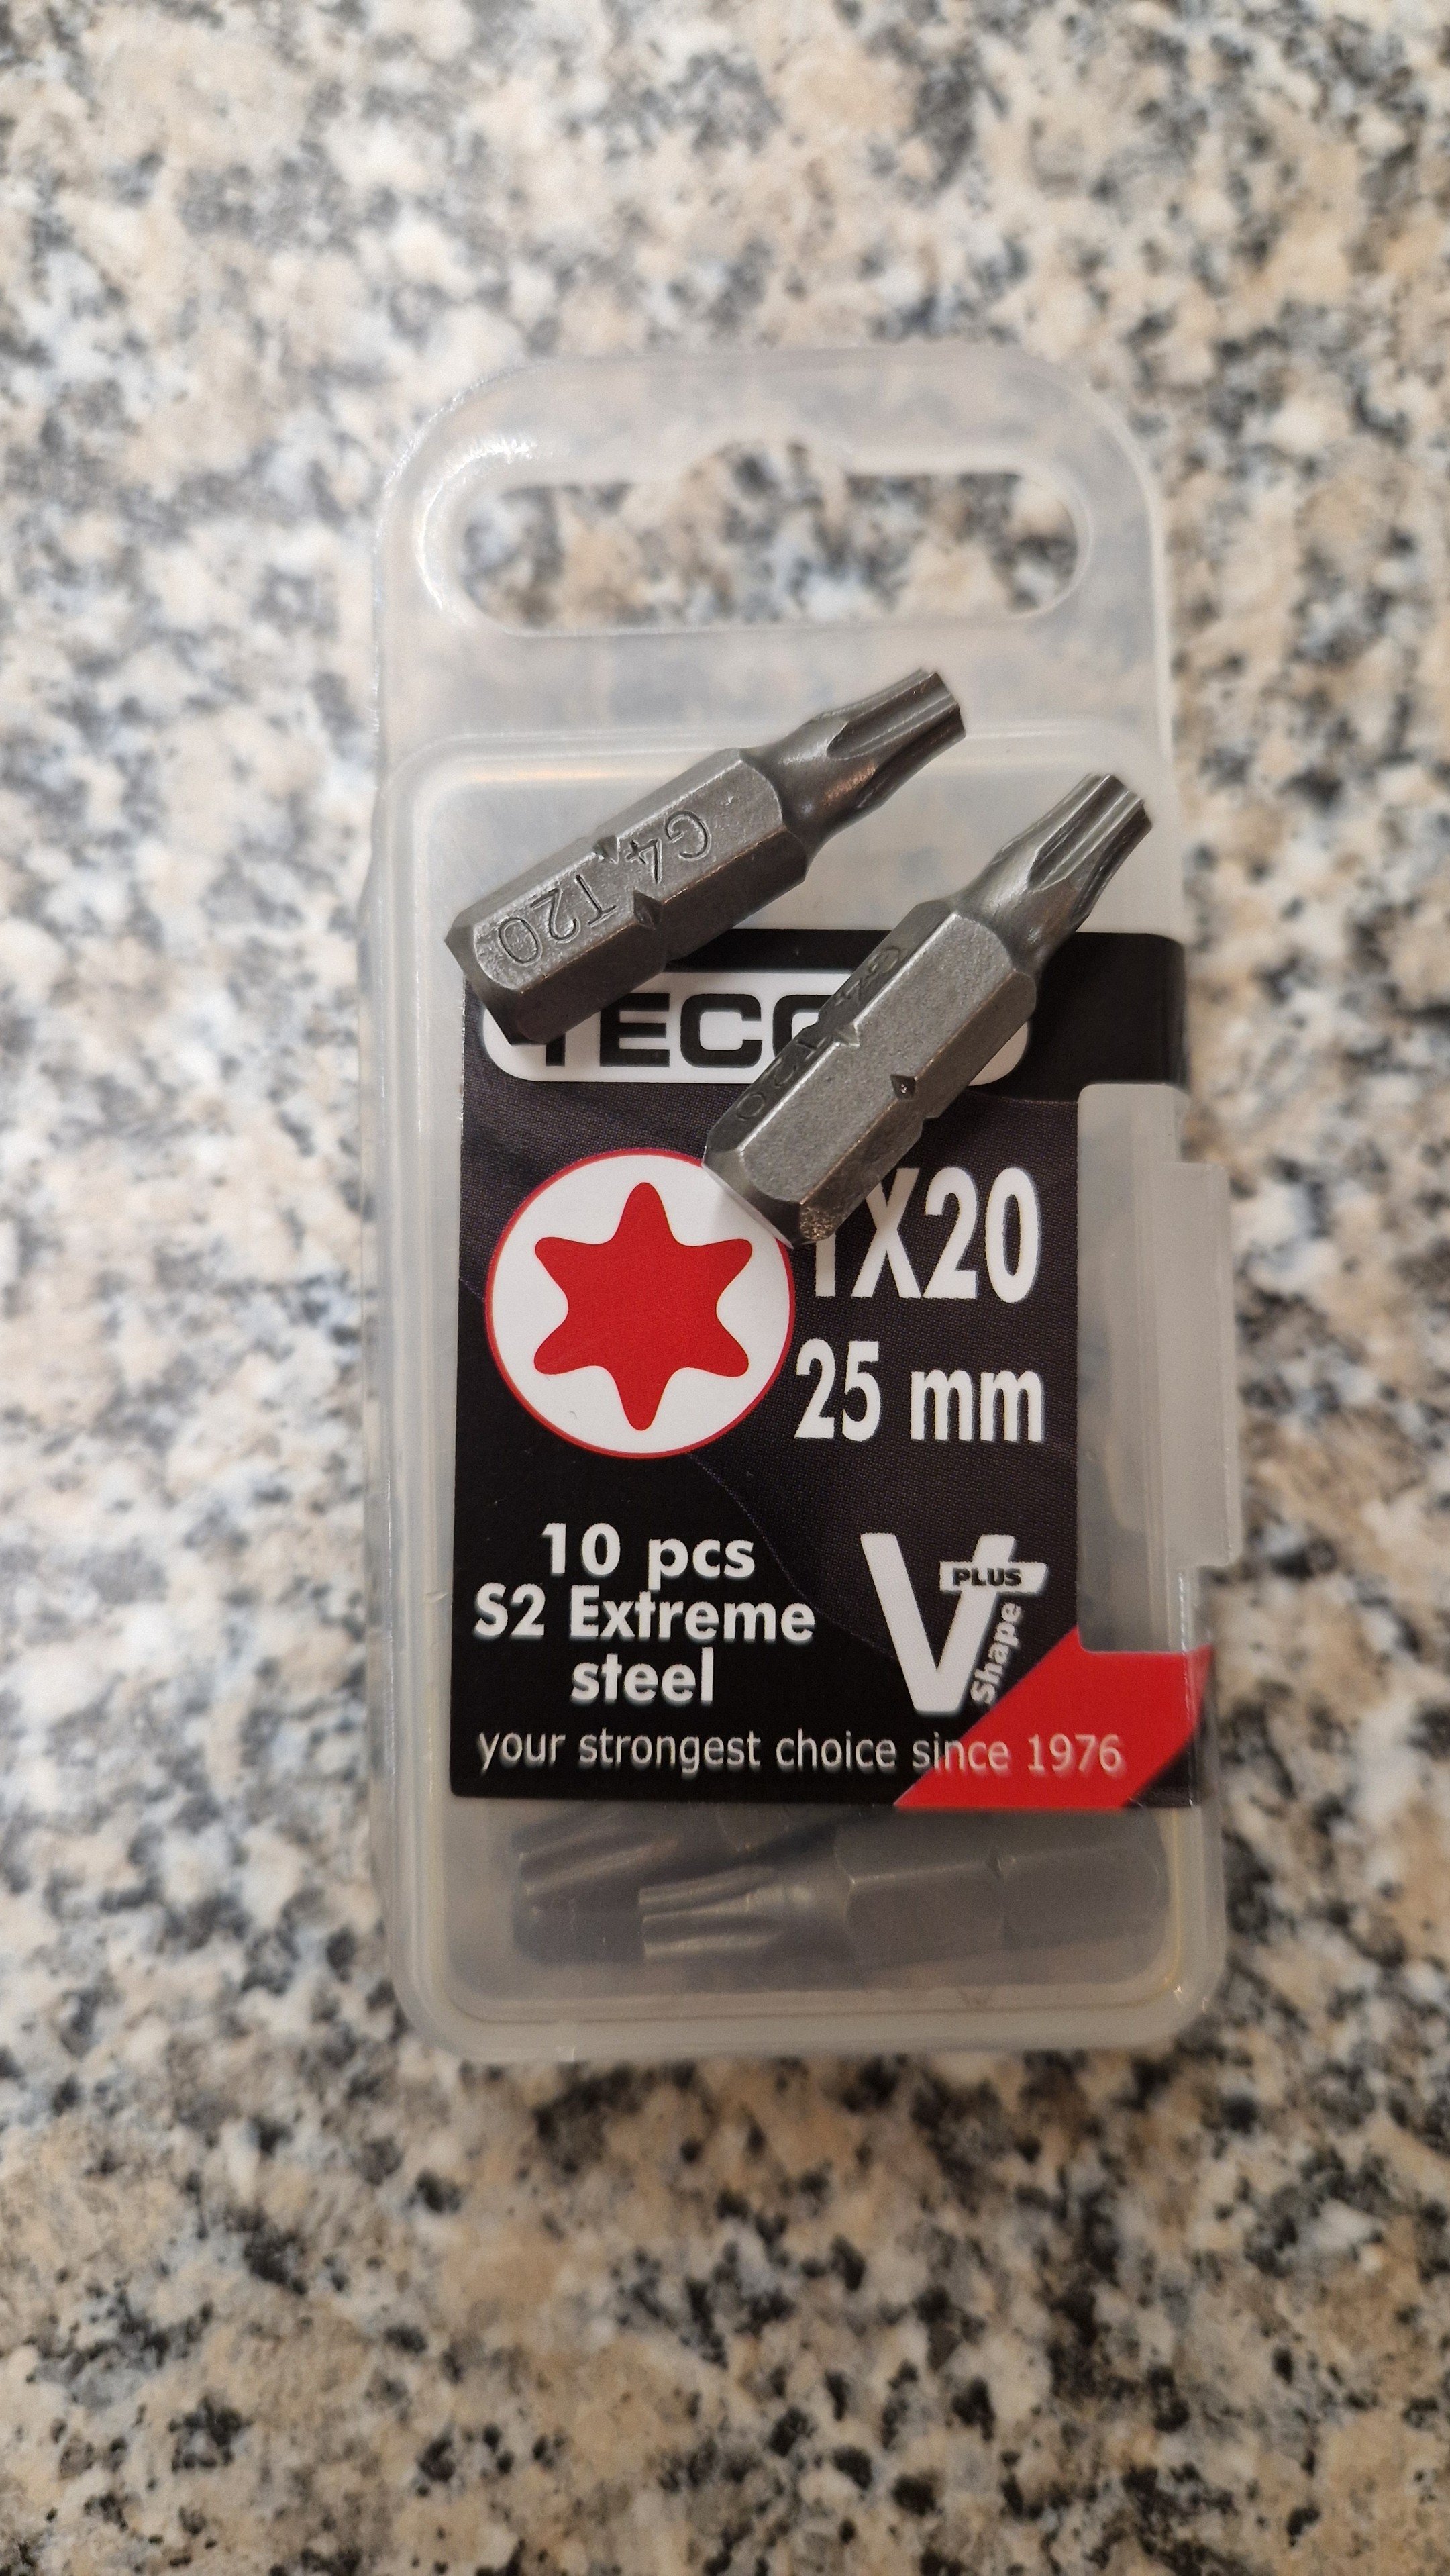 G4 T20
G4 T20
TX20
25 mm
10 pcs
S2 Extreme
steel
V
PLUS
Shape
your strongest choice since 1976